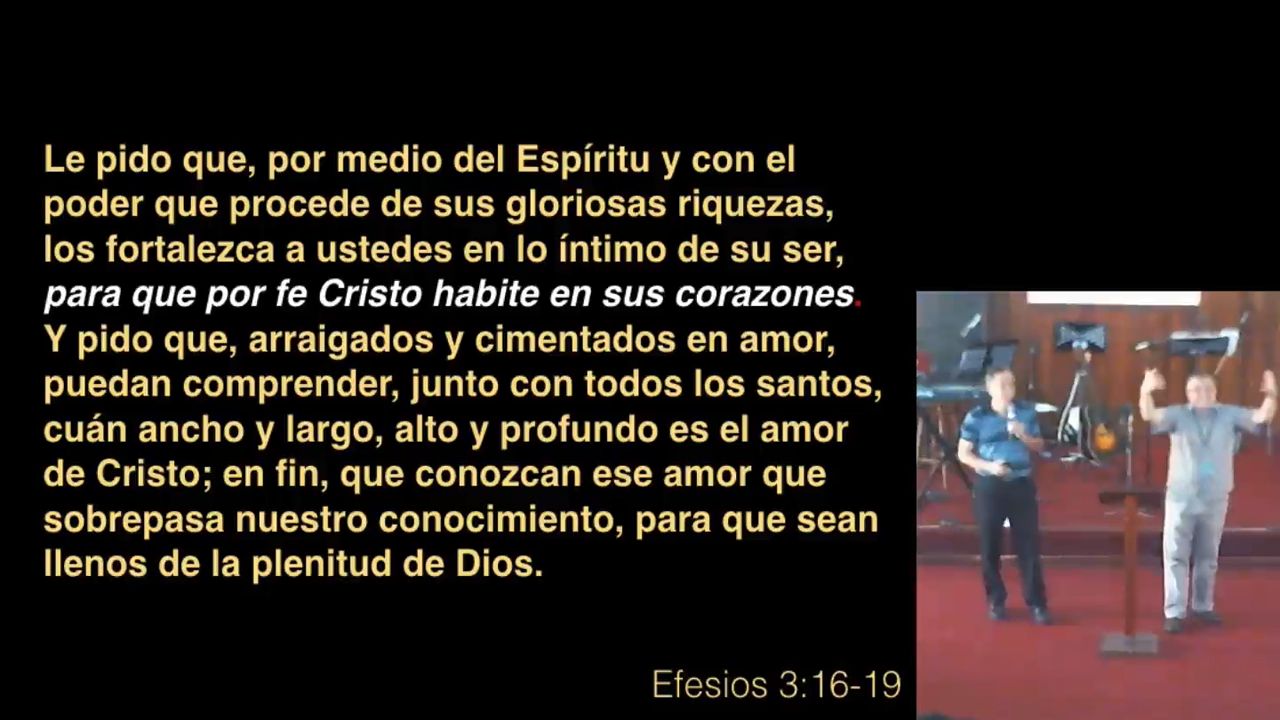 Le pido que, por medio del Espíritu y con el
poder que procede de sus gloriosas riquezas,
los fortalezca a ustedes en lo íntimo de su ser,
para que por fe Cristo habite en sus corazones.
Y pido que, arraigados y cimentados en amor,
puedan comprender, junto con todos los santos,
cuán ancho y largo, alto y profundo es el amor
de Cristo; en fin, que conozcan ese amor que
sobrepasa nuestro conocimiento, para que sean
llenos de la plenitud de Dios.
Efesios 3:16-19